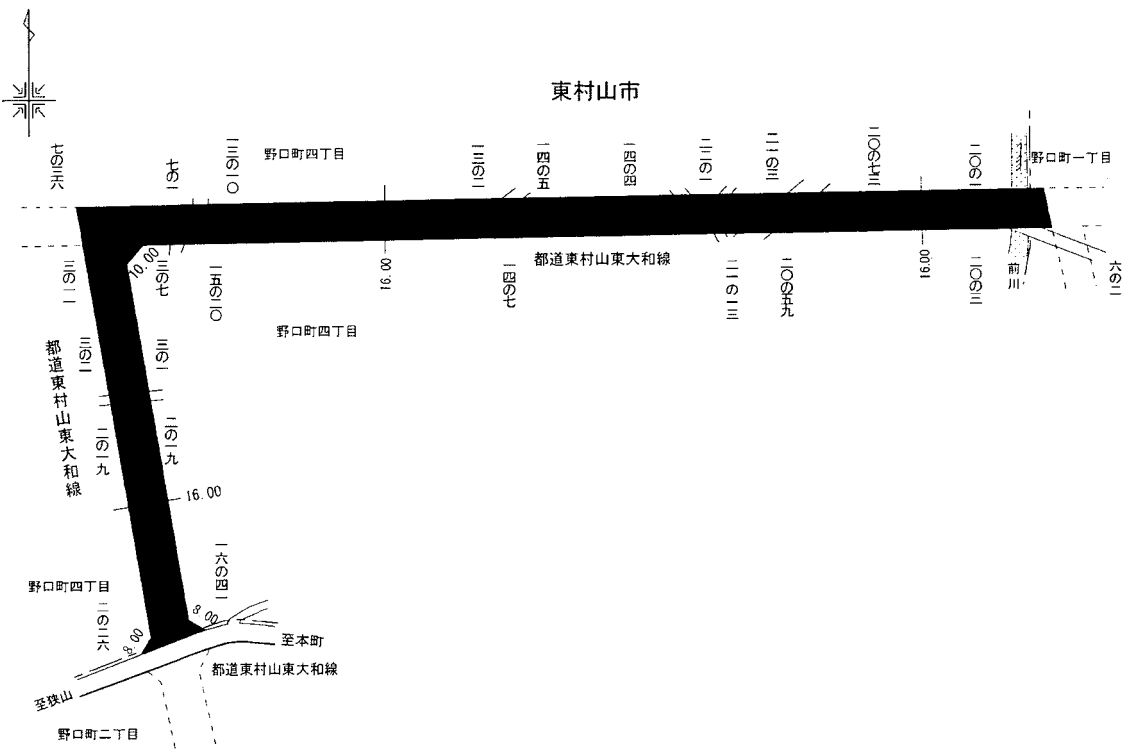 東村山市
七の三六
七の一
一三の一〇
野口町四丁目
一三の二
一四の五
一四の四
二二の一
二一の三
二〇の七三
二〇の一
野口町一丁目
三の一一
10.00
三の七
一五の二〇
16.00
都道東村山東大和線
一四の七
二一の一三
二〇の五九
16.00
二〇の三
前川
六の二
野口町四丁目
都道東村山東大和線
三の二
三の一
二の一九
二の一九
16.00
野口町四丁目
二の二六
一六の四一
8.00
8.00
至本町
都道東村山東大和線
至狭山
野口町二丁目